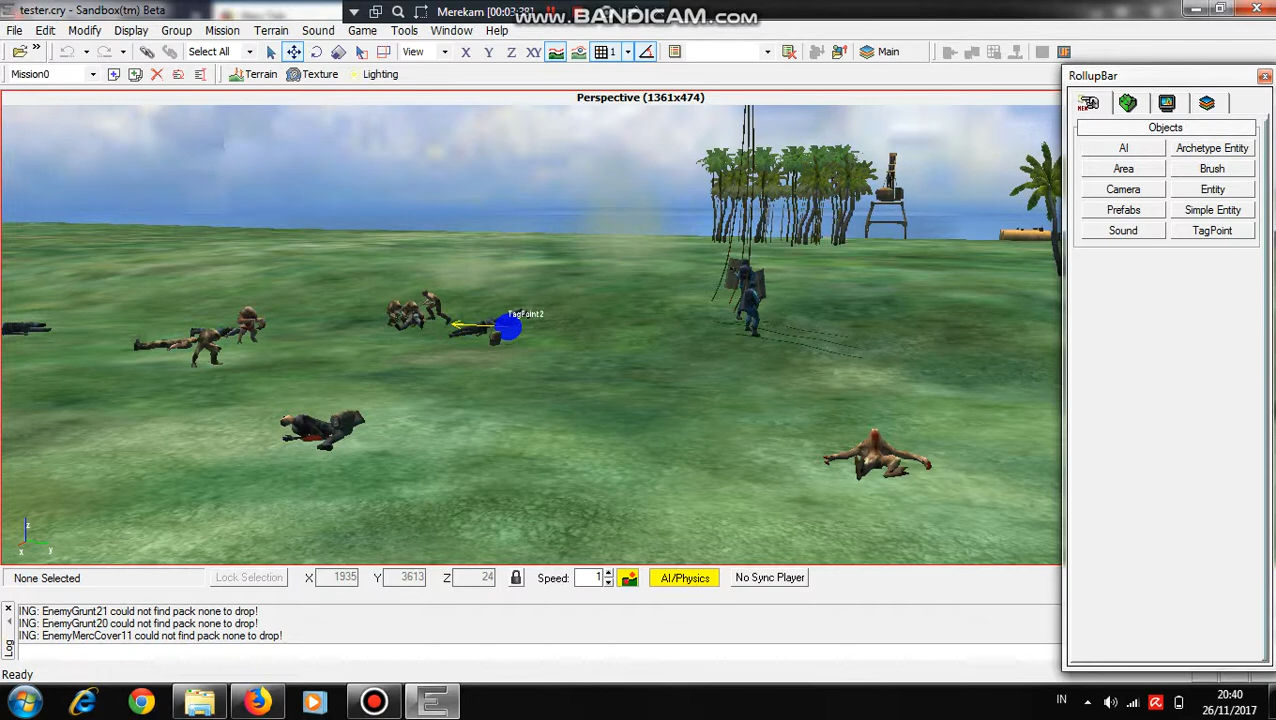 tester.cry - Sandbox(tm) Beta
Merekam [00:03:38]
www.BANDICAM.com
File Edit Modify Display Group Mission Terrain Sound Game Tools Window Help
Select All View X Y Z XY 1 Main
Mission0 Terrain Texture Lighting
Perspective (1361x474)
TagPoint2
z
x
y
RollupBar
Objects
AI Archetype Entity
Area Brush
Camera Entity
Prefabs Simple Entity
Sound TagPoint
None Selected Lock Selection X 1935 Y 3613 Z 24 Speed: 1 AI/Physics No Sync Player
Log
ING: EnemyGrunt21 could not find pack none to drop!
ING: EnemyGrunt20 could not find pack none to drop!
ING: EnemyMercCover11 could not find pack none to drop!
Ready
IN
20:40
26/11/2017